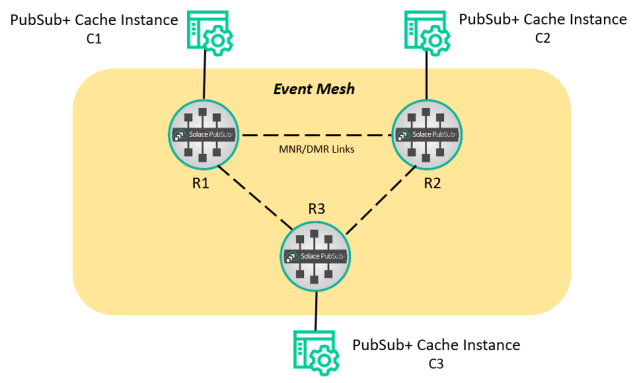 PubSub+ Cache Instance
C1
PubSub+ Cache Instance
C2
Event Mesh
Solace PubSub+
Solace PubSub+
MNR/DMR Links
R1
R2
R3
Solace PubSub+
PubSub+ Cache Instance
C3